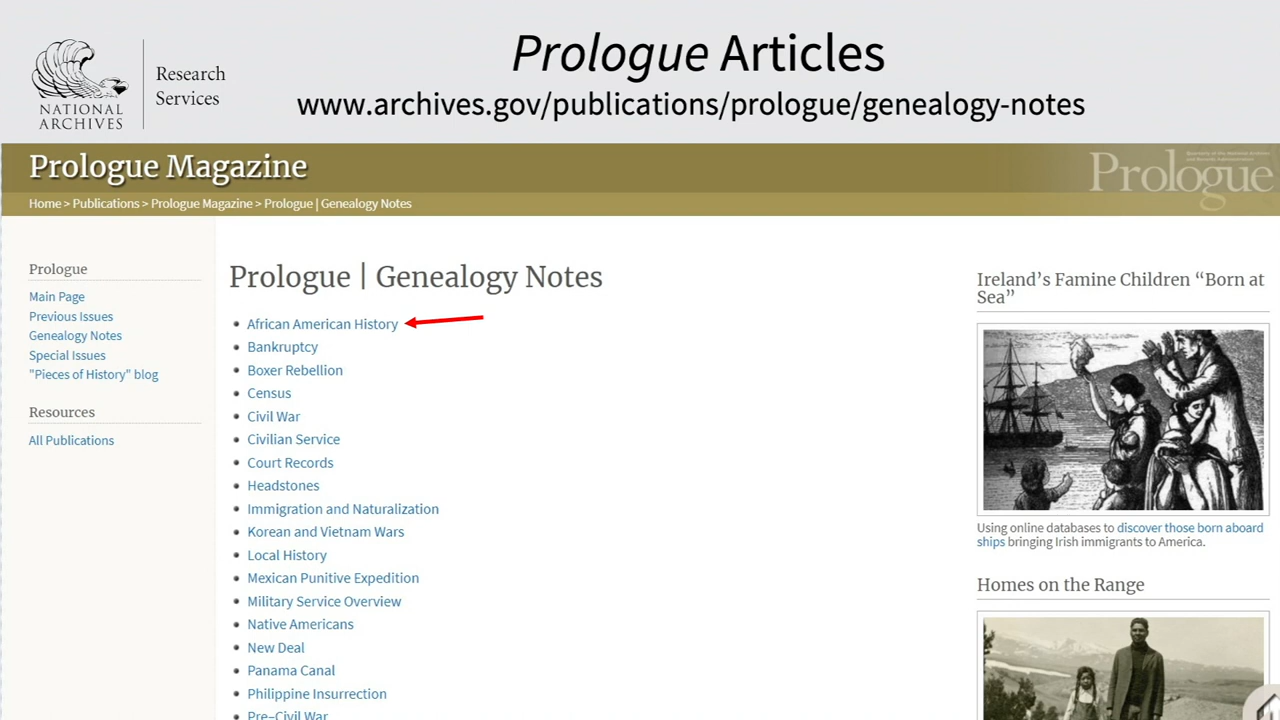 NATIONAL
ARCHIVES
Research
Services
Prologue Articles
www.archives.gov/publications/prologue/genealogy-notes
Prologue Magazine
Prologue
Home > Publications > Prologue Magazine > Prologue | Genealogy Notes
Prologue
Main Page
Previous Issues
Genealogy Notes
Special Issues
"Pieces of History" blog
Resources
All Publications
Prologue | Genealogy Notes
African American History
Bankruptcy
Boxer Rebellion
Census
Civil War
Civilian Service
Court Records
Headstones
Immigration and Naturalization
Korean and Vietnam Wars
Local History
Mexican Punitive Expedition
Military Service Overview
Native Americans
New Deal
Panama Canal
Philippine Insurrection
Pre–Civil War
Ireland’s Famine Children “Born at
Sea”
Using online databases to discover those born aboard
ships bringing Irish immigrants to America.
Homes on the Range